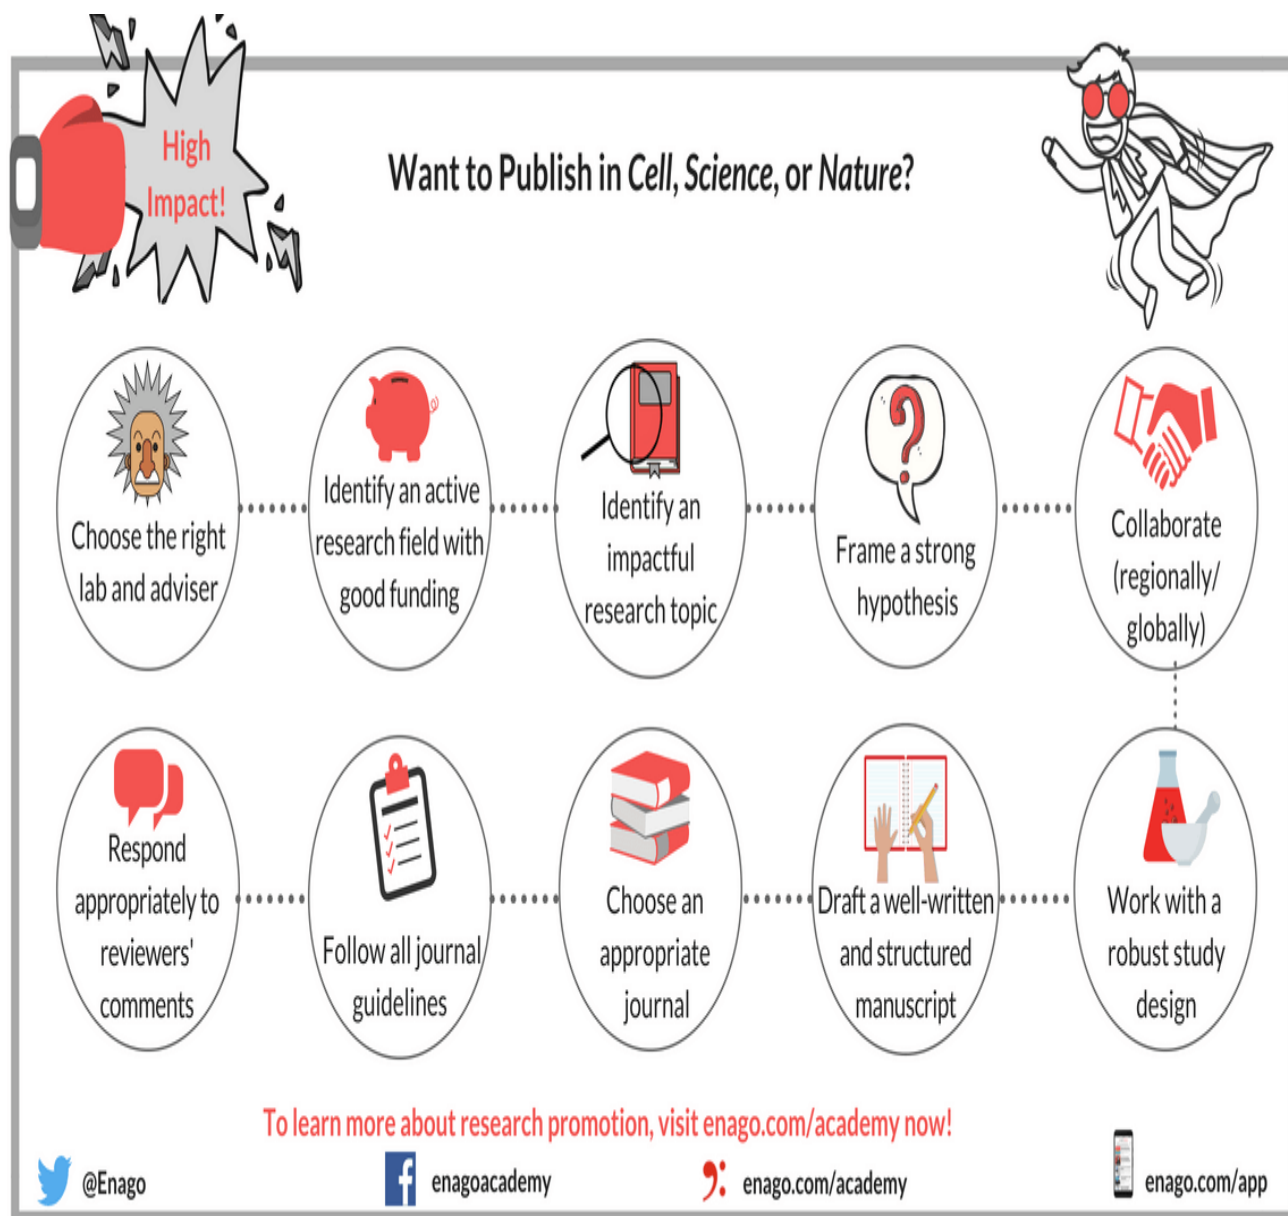 High
Impact!
Want to Publish in Cell, Science, or Nature?
Choose the right
lab and adviser
Identify an active
research field with
good funding
Identify an
impactful
research topic
Frame a strong
hypothesis
Collaborate
(regionally/
globally)
Respond
appropriately to
reviewers'
comments
Follow all journal
guidelines
Choose an
appropriate
journal
Draft a well-written
and structured
manuscript
Work with a
robust study
design
To learn more about research promotion, visit enago.com/academy now!
@Enago
enagoacademy
enago.com/academy
enago.com/app